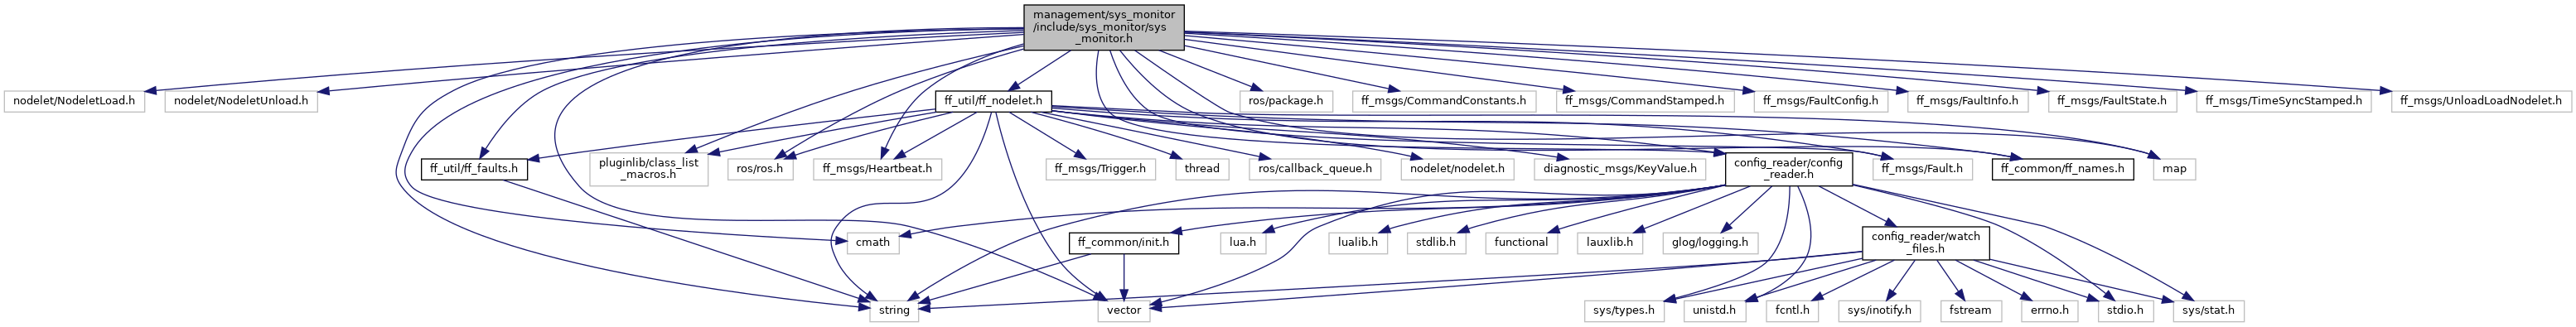 management/sys_monitor
/include/sys_monitor/sys
_monitor.h
nodelet/NodeletLoad.h
nodelet/NodeletUnload.h
ff_util/ff_nodelet.h
ros/package.h
ff_msgs/CommandConstants.h
ff_msgs/CommandStamped.h
ff_msgs/FaultConfig.h
ff_msgs/FaultInfo.h
ff_msgs/FaultState.h
ff_msgs/TimeSyncStamped.h
ff_msgs/UnloadLoadNodelet.h
ff_util/ff_faults.h
pluginlib/class_list
_macros.h
ros/ros.h
ff_msgs/Heartbeat.h
ff_msgs/Trigger.h
thread
ros/callback_queue.h
nodelet/nodelet.h
diagnostic_msgs/KeyValue.h
config_reader/config
_reader.h
ff_msgs/Fault.h
ff_common/ff_names.h
map
cmath
ff_common/init.h
lua.h
lualib.h
stdlib.h
functional
lauxlib.h
glog/logging.h
config_reader/watch
_files.h
string
vector
sys/types.h
unistd.h
fcntl.h
sys/inotify.h
fstream
errno.h
stdio.h
sys/stat.h